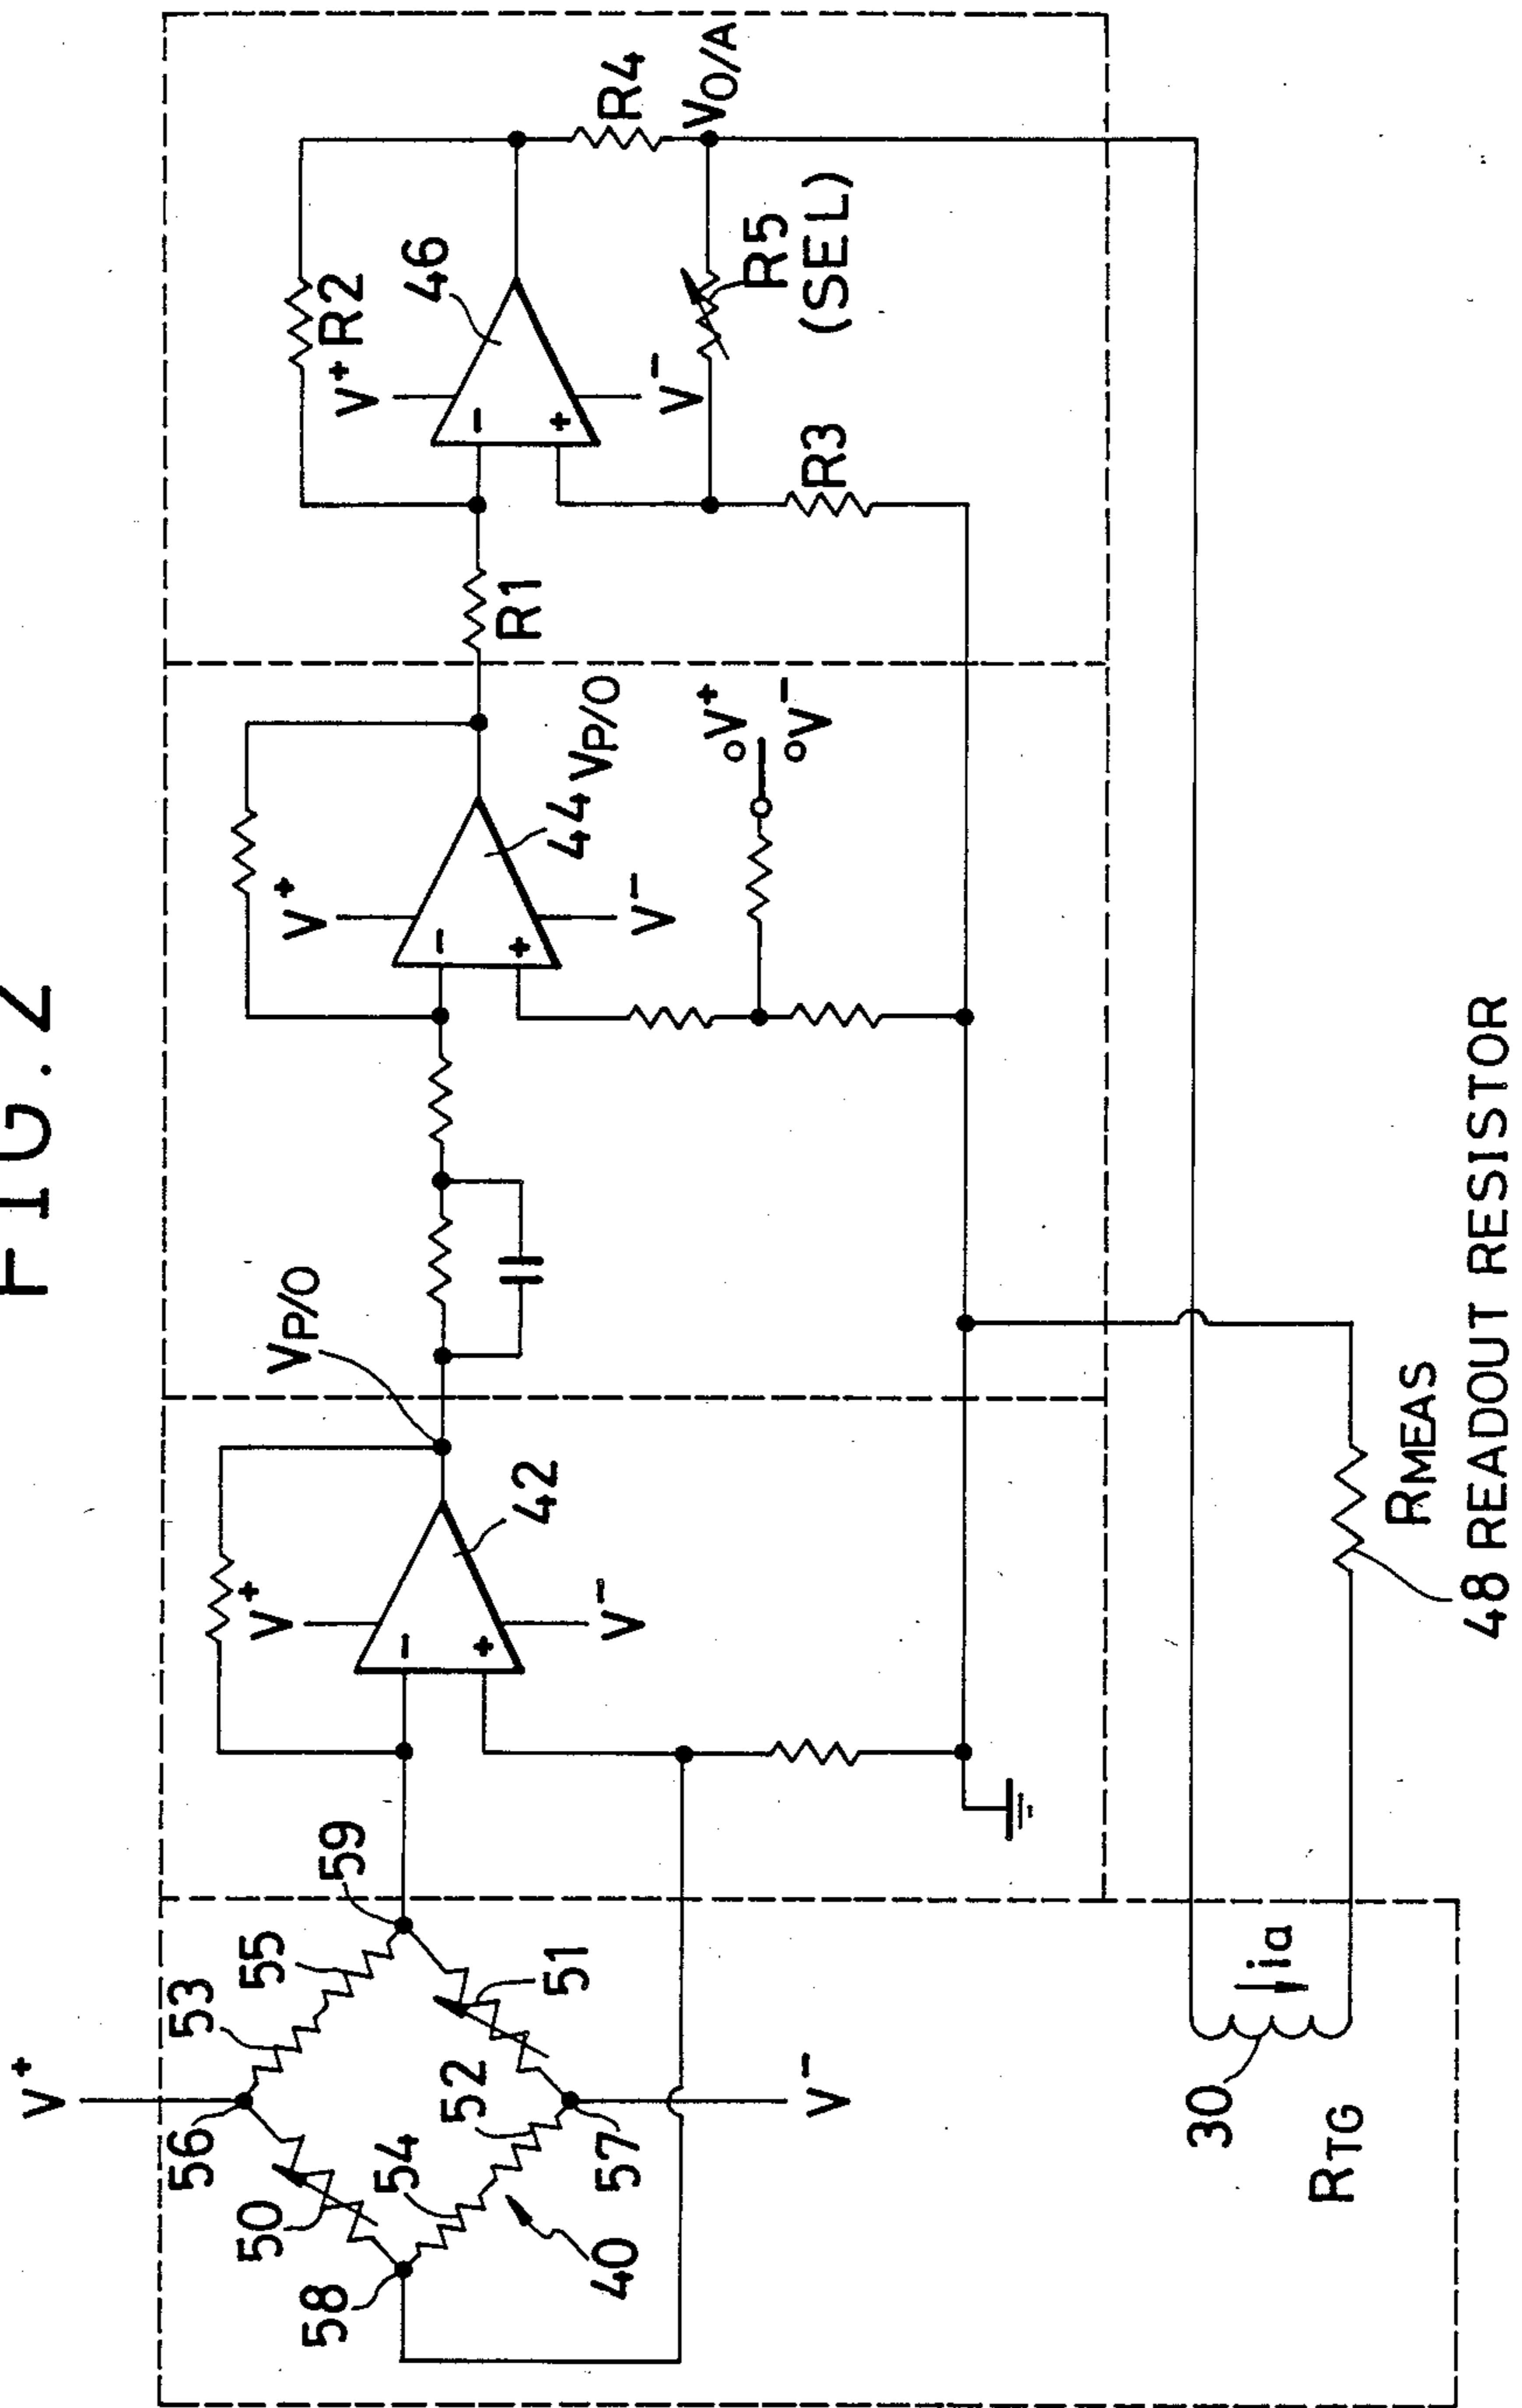 FIG. 2
V+
56
53
55
59
50
58
54
52
51
57
40
V-
V+
42
V-
VP/O
V+
44
VP/O
V-
V+
V-
R1
V+
R2
46
V-
R3
R5
(SEL)
R4
VO/A
30
ia
RTG
RMEAS
48 READOUT RESISTOR